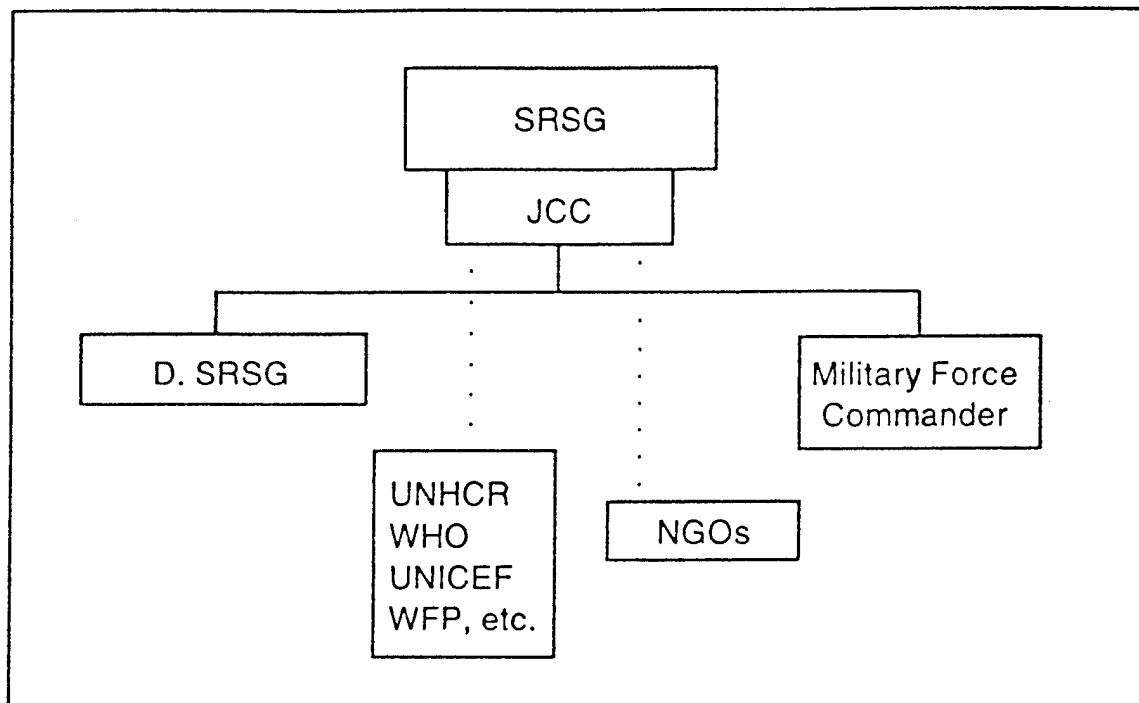 SRSG
JCC
D. SRSG
Military Force
Commander
UNHCR
WHO
UNICEF
WFP, etc.
NGOs